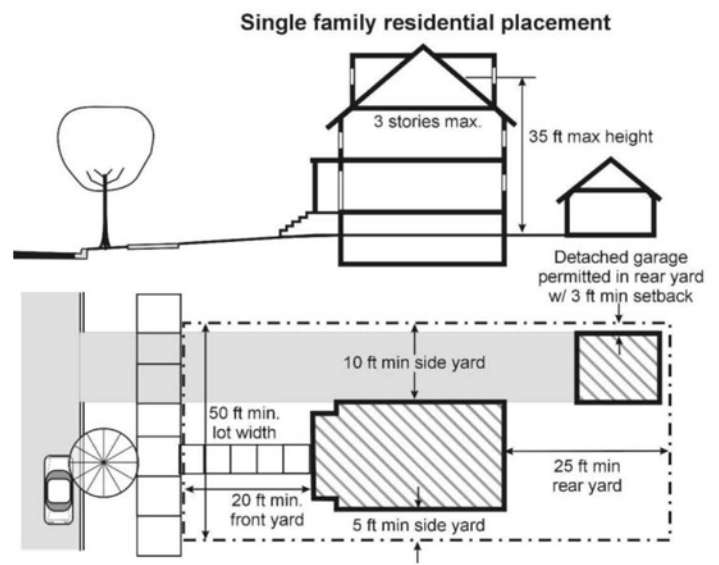 Single family residential placement
3 stories max.
35 ft max height
Detached garage
permitted in rear yard
w/ 3 ft min setback
10 ft min side yard
50 ft min.
lot width
20 ft min.
front yard
25 ft min
rear yard
5 ft min side yard